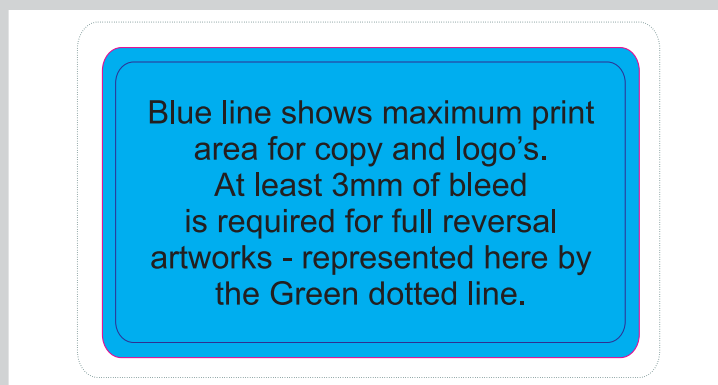 Blue line shows maximum print
area for copy and logo’s.
At least 3mm of bleed
is required for full reversal
artworks - represented here by
the Green dotted line.